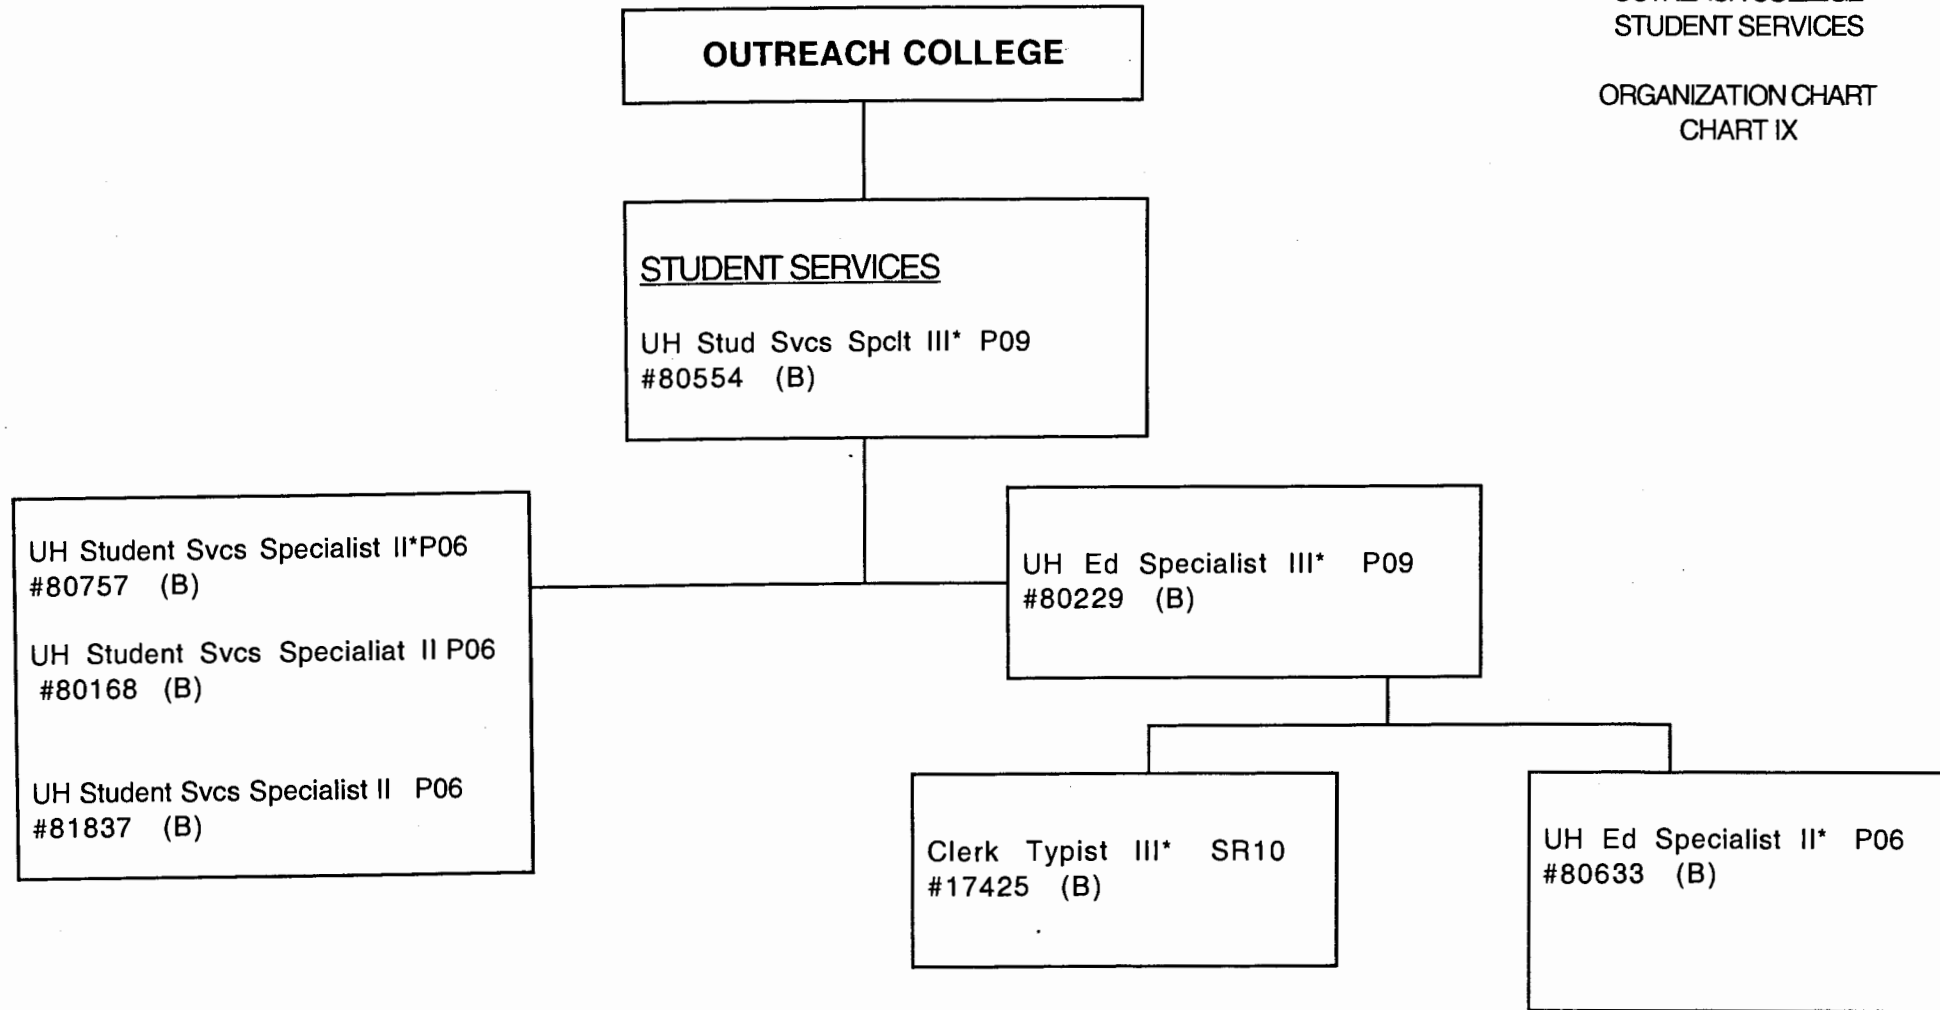 STUDENT SERVICES
ORGANIZATION CHART
CHART IX
OUTREACH COLLEGE
STUDENT SERVICES
UH Stud Svcs Spclt III* P09
#80554 (B)
UH Student Svcs Specialist II*P06
#80757 (B)
UH Student Svcs Specialiat II P06
#80168 (B)
UH Student Svcs Specialist II P06
#81837 (B)
UH Ed Specialist III* P09
#80229 (B)
Clerk Typist III* SR10
#17425 (B)
UH Ed Specialist II* P06
#80633 (B)